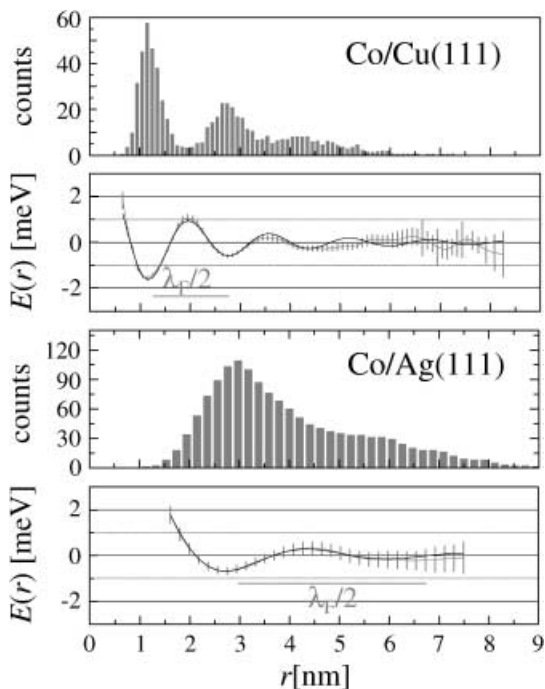 60
40
20
0
counts
Co/Cu(111)
2
0
-2
E(r) [meV]
λF/2
120
90
60
30
0
counts
Co/Ag(111)
2
0
-2
E(r) [meV]
λF/2
0 1 2 3 4 5 6 7 8 9
r[nm]